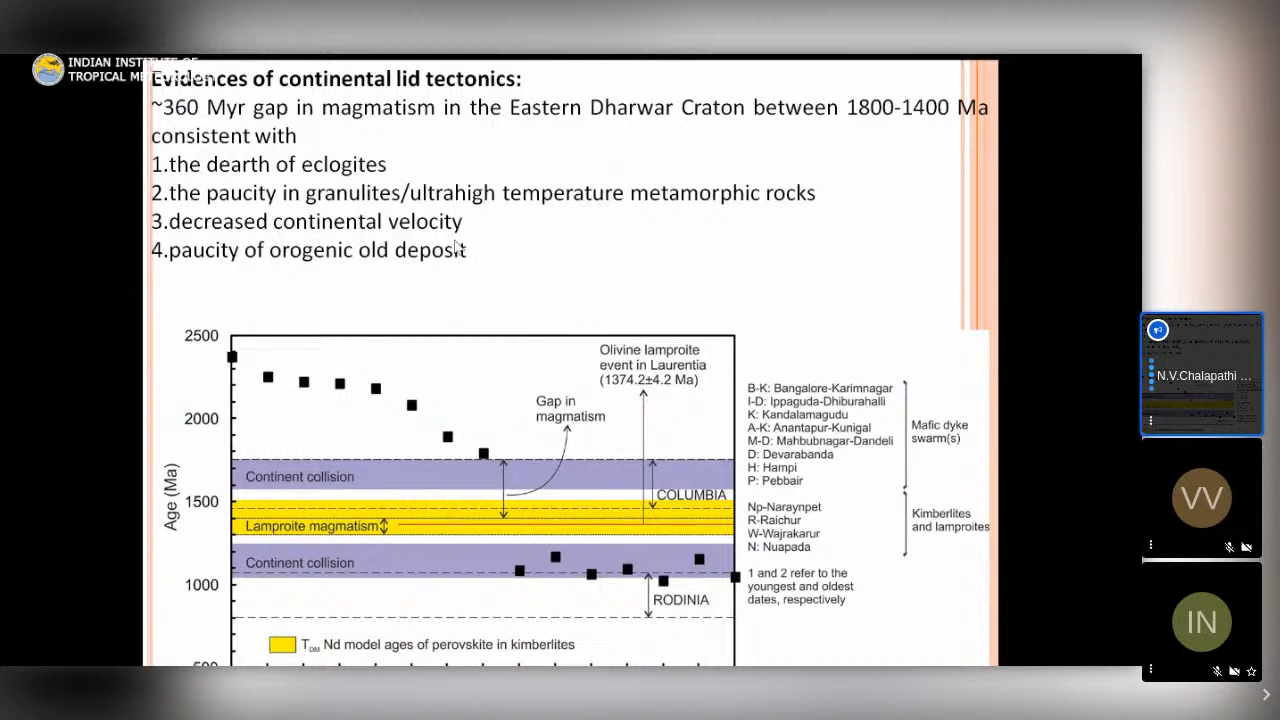 INDIAN INSTITUTE OF
TROPICAL
Evidences of continental lid tectonics:
~360 Myr gap in magmatism in the Eastern Dharwar Craton between 1800-1400 Ma
consistent with
1.the dearth of eclogites
2.the paucity in granulites/ultrahigh temperature metamorphic rocks
3.decreased continental velocity
4.paucity of orogenic old deposit
2500
2000
1500
1000
500
Age (Ma)
Olivine lamproite
event in Laurentia
(1374.2±4.2 Ma)
Gap in
magmatism
Continent collision
COLUMBIA
Lamproite magmatism
Continent collision
RODINIA
TDM Nd model ages of perovskite in kimberlites
B-K: Bangalore-Karimnagar
I-D: Ippaguda-Dhiburahalli
K: Kandalamagudu
A-K: Anantapur-Kunigal
M-D: Mahbubnagar-Dandeli
D: Devarabanda
H: Hampi
P: Pebbair
Mafic dyke
swarm(s)
Np-Naraynpet
R-Raichur
W-Wajrakarur
N: Nuapada
Kimberlites
and lamproites
1 and 2 refer to the
youngest and oldest
dates, respectively
N.V.Chalapathi ...
VV
IN